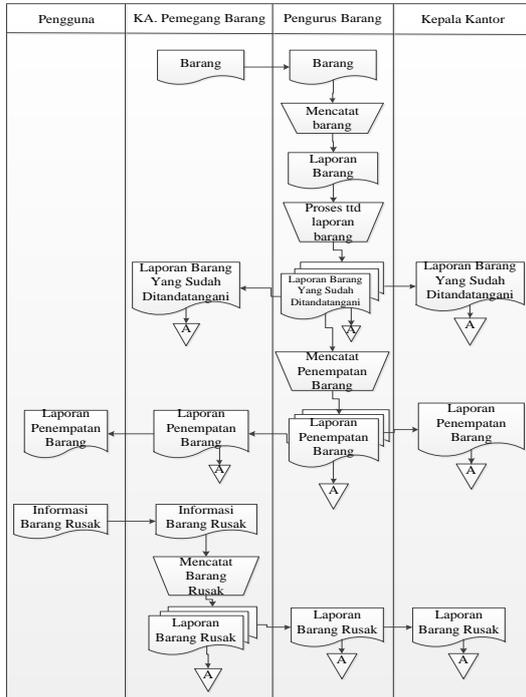 Pengguna
KA. Pemegang Barang
Pengurus Barang
Kepala Kantor
Barang
Barang
Mencatat
barang
Laporan
Barang
Proses ttd
laporan
barang
Laporan Barang
Yang Sudah
Ditandatangani
A
Laporan Barang
Yang Sudah
Ditandatangani
A
Laporan Barang
Yang Sudah
Ditandatangani
A
Mencatat
Penempatan
Barang
Laporan
Penempatan
Barang
Laporan
Penempatan
Barang
A
Laporan
Penempatan
Barang
A
Laporan
Penempatan
Barang
A
Informasi
Barang Rusak
Informasi
Barang Rusak
Mencatat
Barang
Rusak
Laporan
Barang Rusak
A
Laporan
Barang Rusak
A
Laporan
Barang Rusak
A